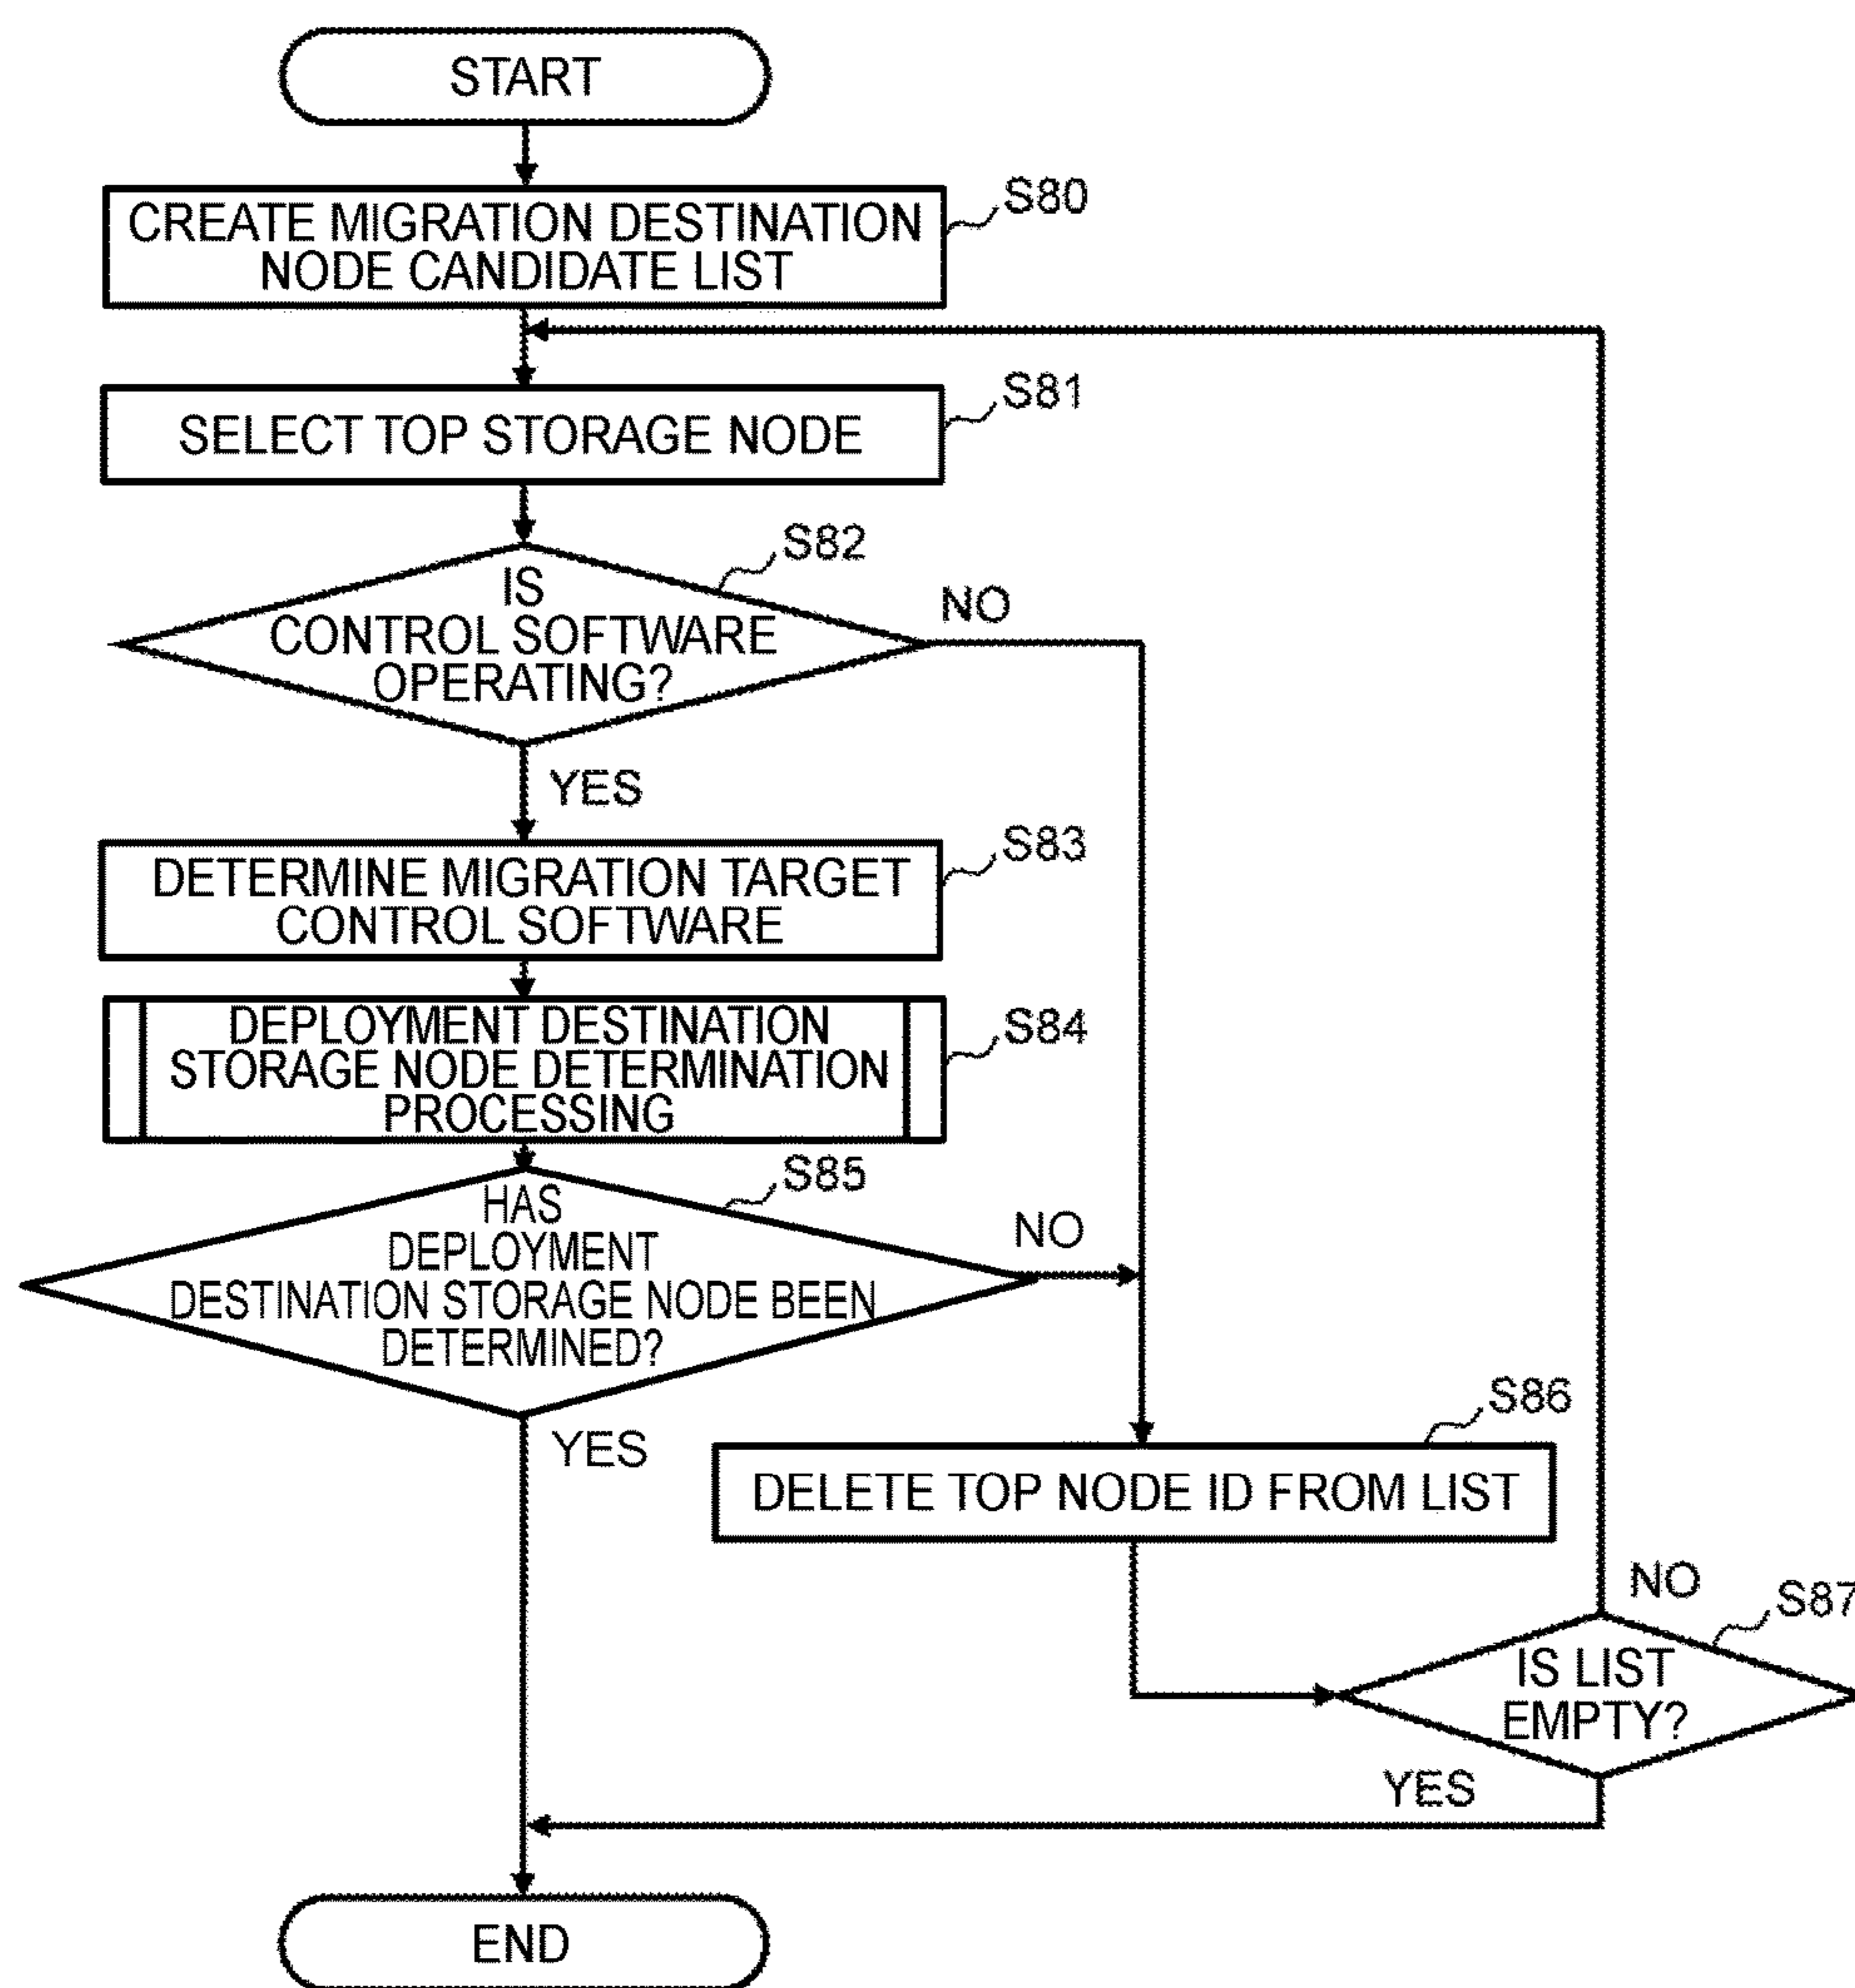 START
CREATE MIGRATION DESTINATION
NODE CANDIDATE LIST
S80
SELECT TOP STORAGE NODE
S81
IS
CONTROL SOFTWARE
OPERATING?
S82
NO
YES
DETERMINE MIGRATION TARGET
CONTROL SOFTWARE
S83
DEPLOYMENT DESTINATION
STORAGE NODE DETERMINATION
PROCESSING
S84
HAS
DEPLOYMENT
DESTINATION STORAGE NODE BEEN
DETERMINED?
S85
NO
YES
DELETE TOP NODE ID FROM LIST
S86
IS LIST
EMPTY?
S87
NO
YES
END